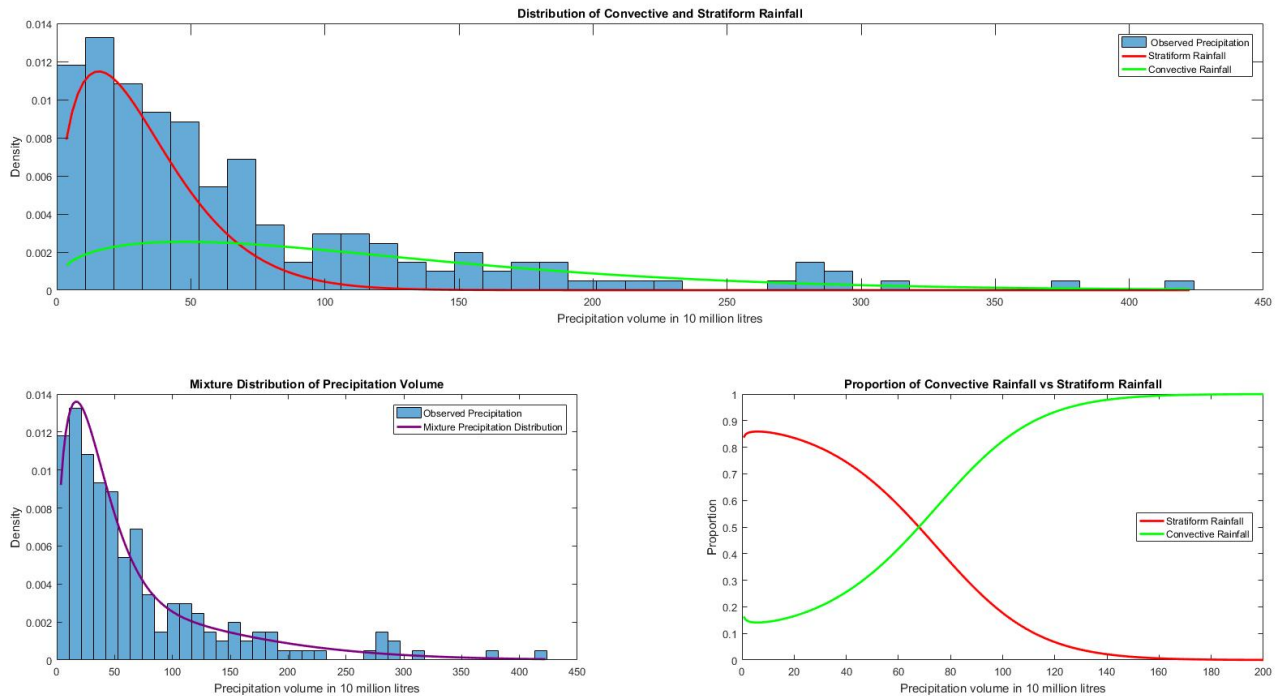 Distribution of Convective and Stratiform Rainfall
0.014
0.012
0.01
0.008
0.006
0.004
0.002
0
Density
Observed Precipitation
Stratiform Rainfall
Convective Rainfall
0 50 100 150 200 250 300 350 400 450
Precipitation volume in 10 million litres
Mixture Distribution of Precipitation Volume
0.014
0.012
0.01
0.008
0.006
0.004
0.002
0
Density
Observed Precipitation
Mixture Precipitation Distribution
0 50 100 150 200 250 300 350 400 450
Precipitation volume in 10 million litres
Proportion of Convective Rainfall vs Stratiform Rainfall
1
0.9
0.8
0.7
0.6
0.5
0.4
0.3
0.2
0.1
0
Proportion
Stratiform Rainfall
Convective Rainfall
0 20 40 60 80 100 120 140 160 180 200
Precipitation volume in 10 million litres